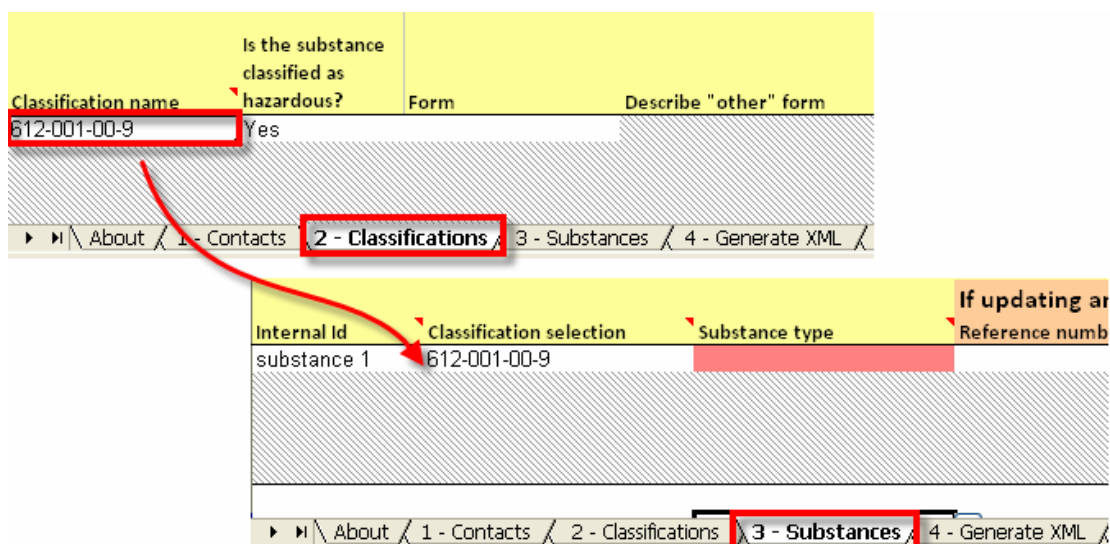 Is the substance
classified as
Classification name hazardous? Form Describe "other" form
612-001-00-9 Yes
About / 1 - Contacts \ 2 - Classifications / 3 - Substances / 4 - Generate XML /
If updating
Internal Id Classification selection Substance type Reference
substance 1 612-001-00-9
About / 1 - Contacts / 2 - Classifications \ 3 - Substances / 4 - Generate XML /